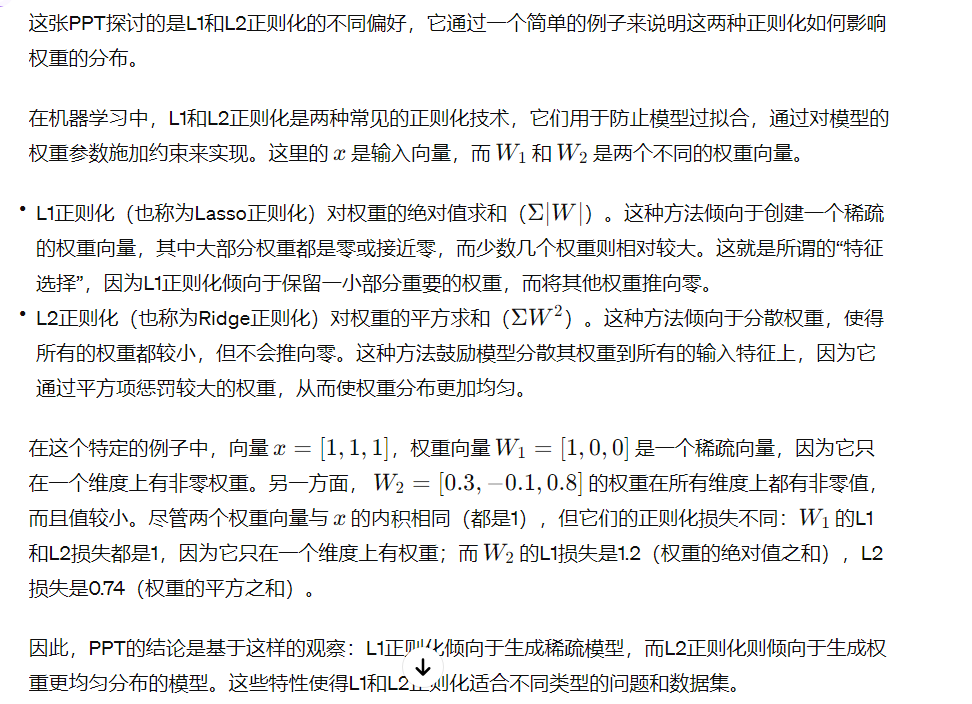 这张PPT探讨的是L1和L2正则化的不同偏好，它通过一个简单的例子来说明这两种正则化如何影响
权重的分布。
在机器学习中，L1和L2正则化是两种常见的正则化技术，它们用于防止模型过拟合，通过对模型的
权重参数施加约束来实现。这里的 x 是输入向量，而 W₁ 和 W₂ 是两个不同的权重向量。
• L1正则化（也称为Lasso正则化）对权重的绝对值求和（Σ|W|）。这种方法倾向于创建一个稀疏
的权重向量，其中大部分权重都是零或接近零，而少数几个权重则相对较大。这就是所谓的“特征
选择”，因为L1正则化倾向于保留一小部分重要的权重，而将其他权重推向零。
• L2正则化（也称为Ridge正则化）对权重的平方求和（ΣW²）。这种方法倾向于分散权重，使得
所有的权重都较小，但不会推向零。这种方法鼓励模型分散其权重到所有的输入特征上，因为它
通过平方项惩罚较大的权重，从而使权重分布更加均匀。
在这个特定的例子中，向量 x = [1, 1, 1]，权重向量 W₁ = [1, 0, 0] 是一个稀疏向量，因为它只
在一个维度上有非零权重。另一方面， W₂ = [0.3, −0.1, 0.8] 的权重在所有维度上都有非零值，
而且值较小。尽管两个权重向量与 x 的内积相同（都是1），但它们的正则化损失不同：W₁ 的L1
和L2损失都是1，因为它只在一个维度上有权重；而 W₂ 的L1损失是1.2（权重的绝对值之和），L2
损失是0.74（权重的平方之和）。
因此，PPT的结论是基于这样的观察：L1正则化倾向于生成稀疏模型，而L2正则化则倾向于生成权
重更均匀分布的模型。这些特性使得L1和L2正则化适合不同类型的问题和数据集。